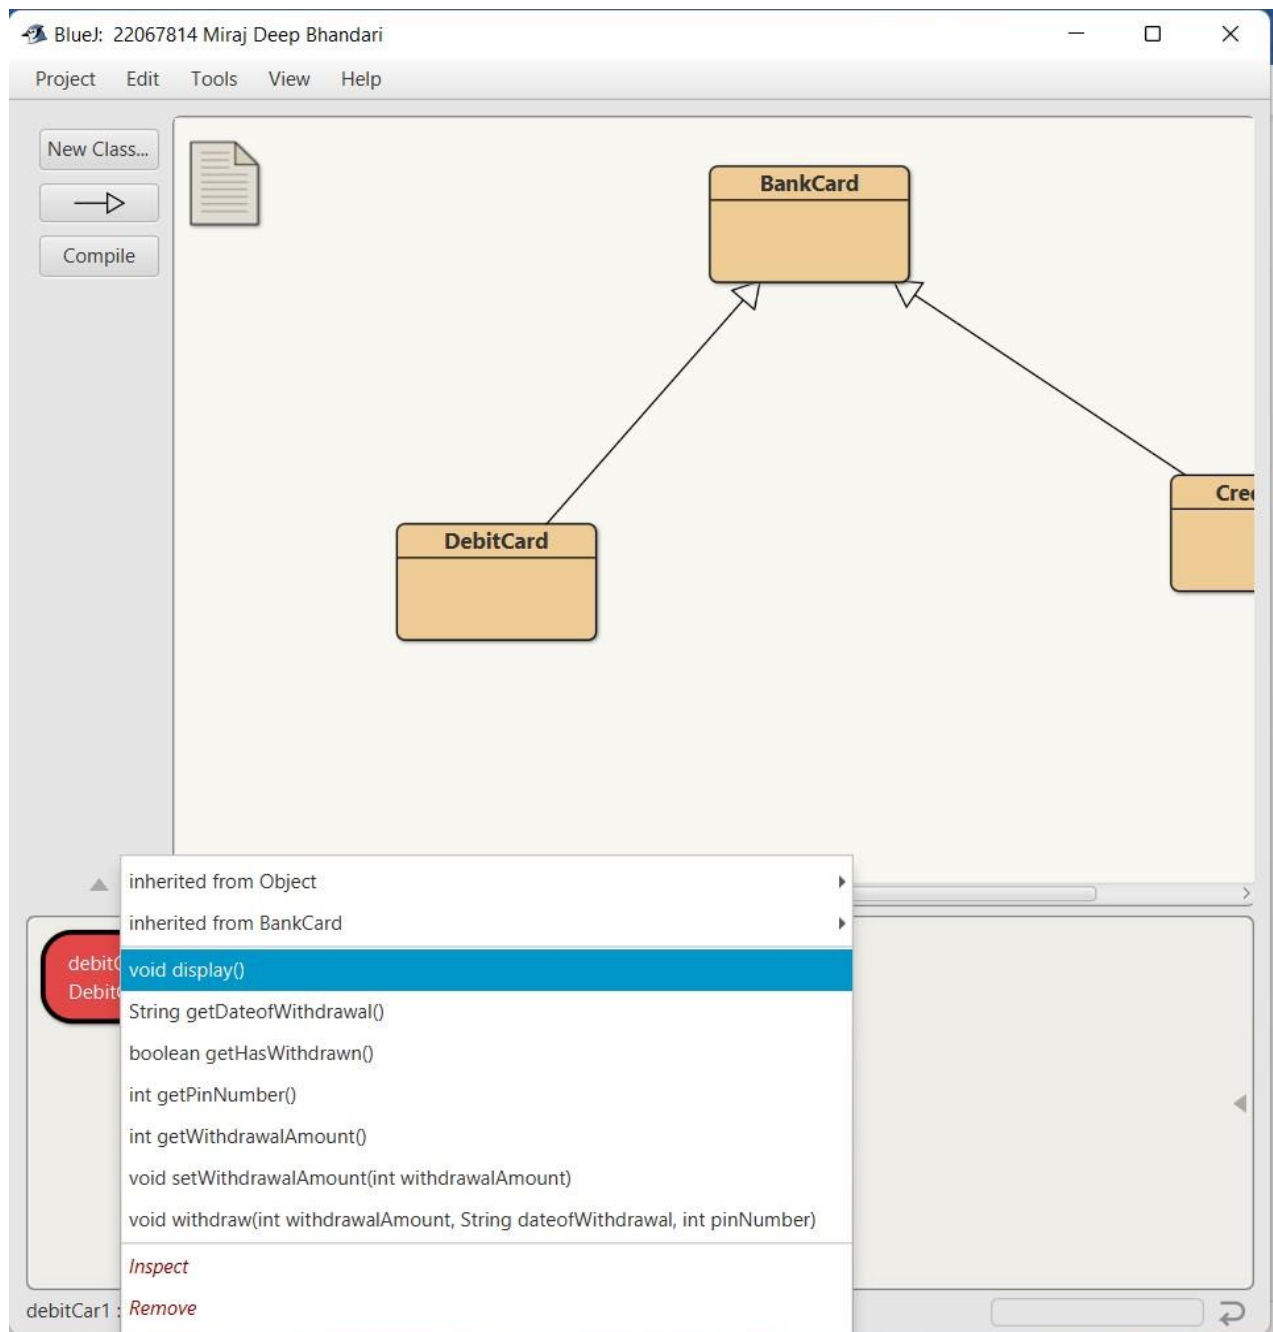 BlueJ: 22067814 Miraj Deep Bhandari
Project Edit Tools View Help
New Class...
Compile
BankCard
DebitCard
Cre
inherited from Object
inherited from BankCard
void display()
String getDateofWithdrawal()
boolean getHasWithdrawn()
int getPinNumber()
int getWithdrawalAmount()
void setWithdrawalAmount(int withdrawalAmount)
void withdraw(int withdrawalAmount, String dateofWithdrawal, int pinNumber)
Inspect
Remove
debit
Debit
debitCar1 :